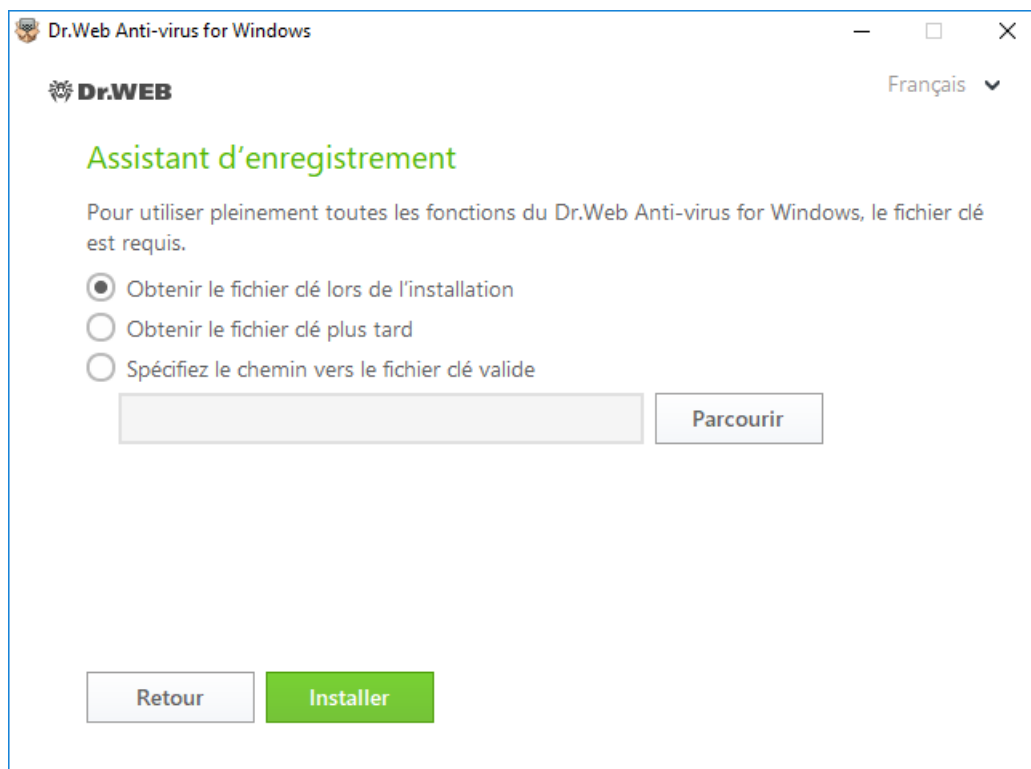 Dr.Web Anti-virus for Windows
Dr.WEB
Français
Assistant d’enregistrement
Pour utiliser pleinement toutes les fonctions du Dr.Web Anti-virus for Windows, le fichier clé
est requis.
Obtenir le fichier clé lors de l'installation
Obtenir le fichier clé plus tard
Spécifiez le chemin vers le fichier clé valide
Parcourir
Retour
Installer